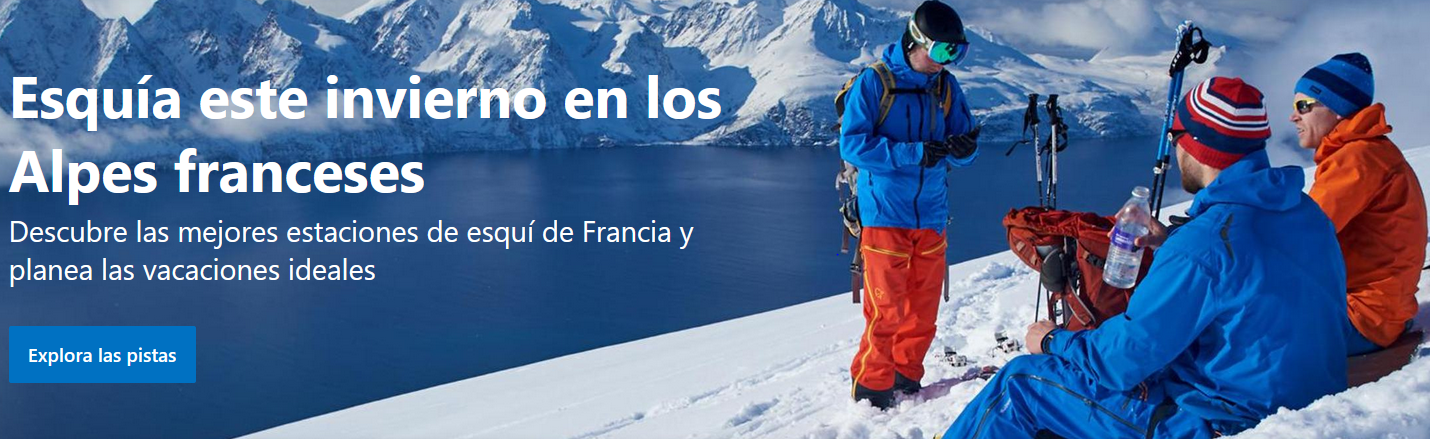 Esquía este invierno en los
Alpes franceses
Descubre las mejores estaciones de esquí de Francia y
planea las vacaciones ideales
Explora las pistas